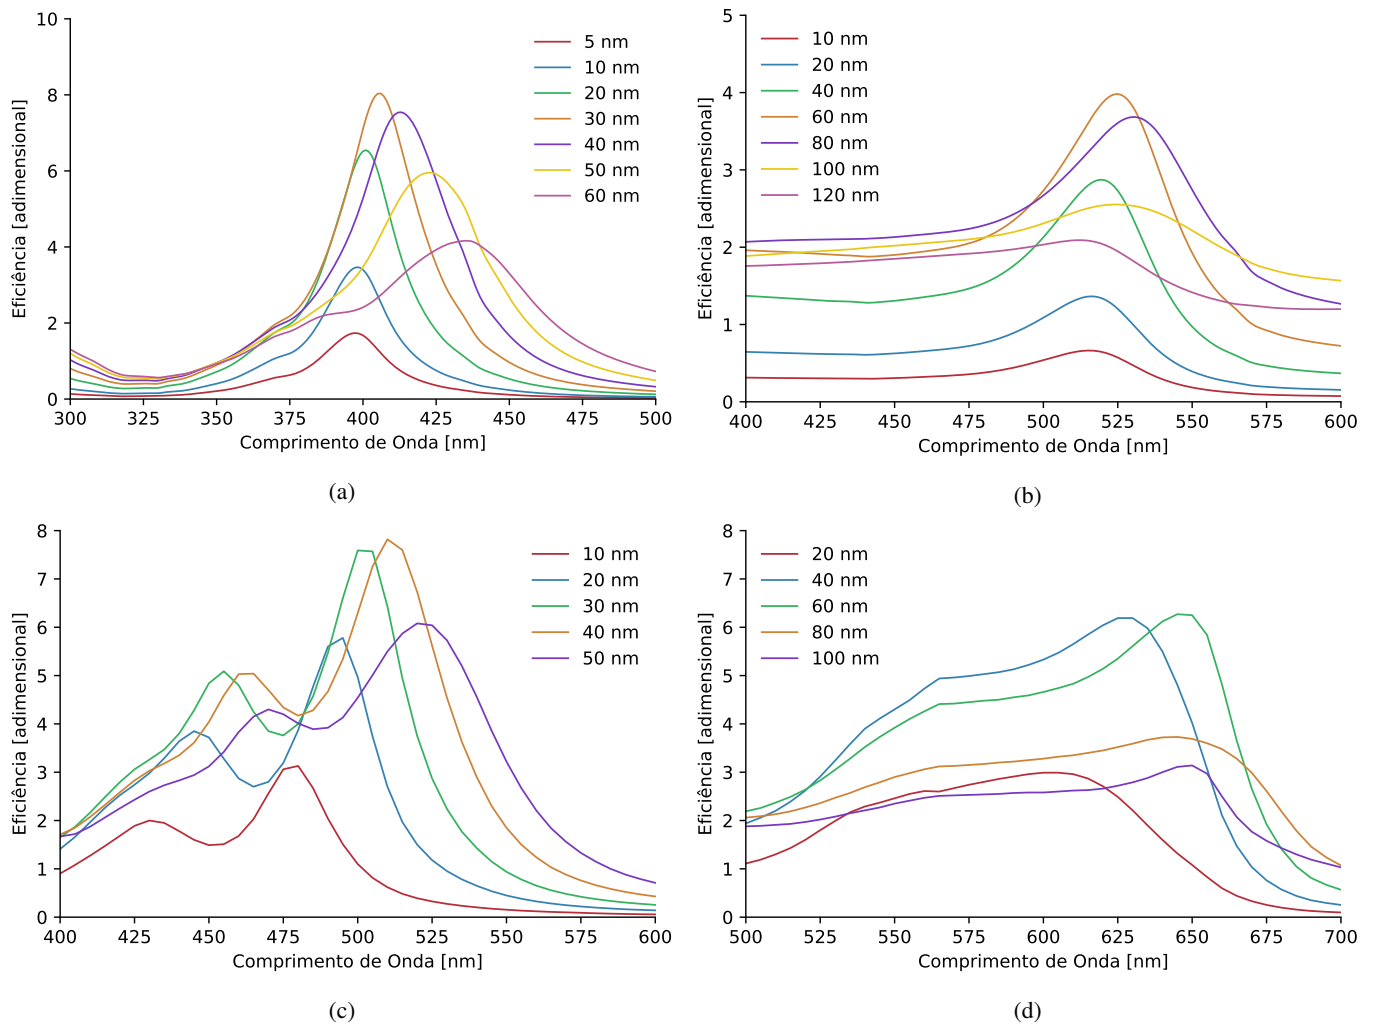 10
8
6
4
2
0
Eficiência [adimensional]
5 nm
10 nm
20 nm
30 nm
40 nm
50 nm
60 nm
300 325 350 375 400 425 450 475 500
Comprimento de Onda [nm]
(a)
5
4
3
2
1
0
Eficiência [adimensional]
10 nm
20 nm
40 nm
60 nm
80 nm
100 nm
120 nm
400 425 450 475 500 525 550 575 600
Comprimento de Onda [nm]
(b)
8
7
6
5
4
3
2
1
0
Eficiência [adimensional]
10 nm
20 nm
30 nm
40 nm
50 nm
400 425 450 475 500 525 550 575 600
Comprimento de Onda [nm]
(c)
8
7
6
5
4
3
2
1
0
Eficiência [adimensional]
20 nm
40 nm
60 nm
80 nm
100 nm
500 525 550 575 600 625 650 675 700
Comprimento de Onda [nm]
(d)